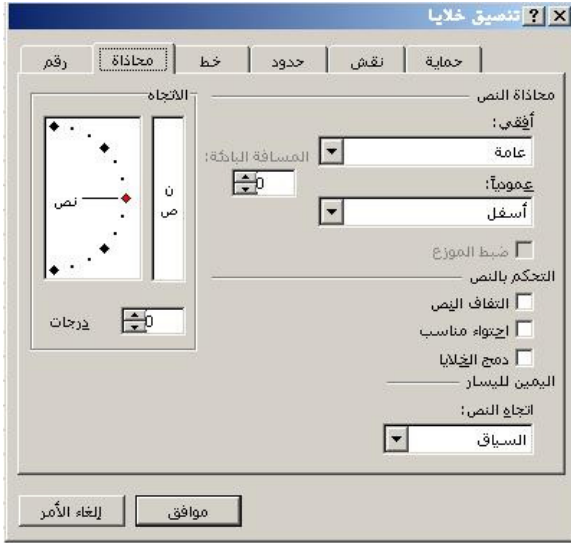 تنسيق خلايا
رقم
محاذاة
خط
حدود
نقش
حماية
محاذاة النص
أفقي:
عامة
المسافة البادئة:
0
عمودياً:
أسفل
ضبط الموزع
التحكم بالنص
التفاف النص
احتواء مناسب
دمج الخلايا
اليمين لليسار
اتجاه النص:
السياق
الاتجاه
ن
ص
نص
0 درجات
موافق
إلغاء الأمر